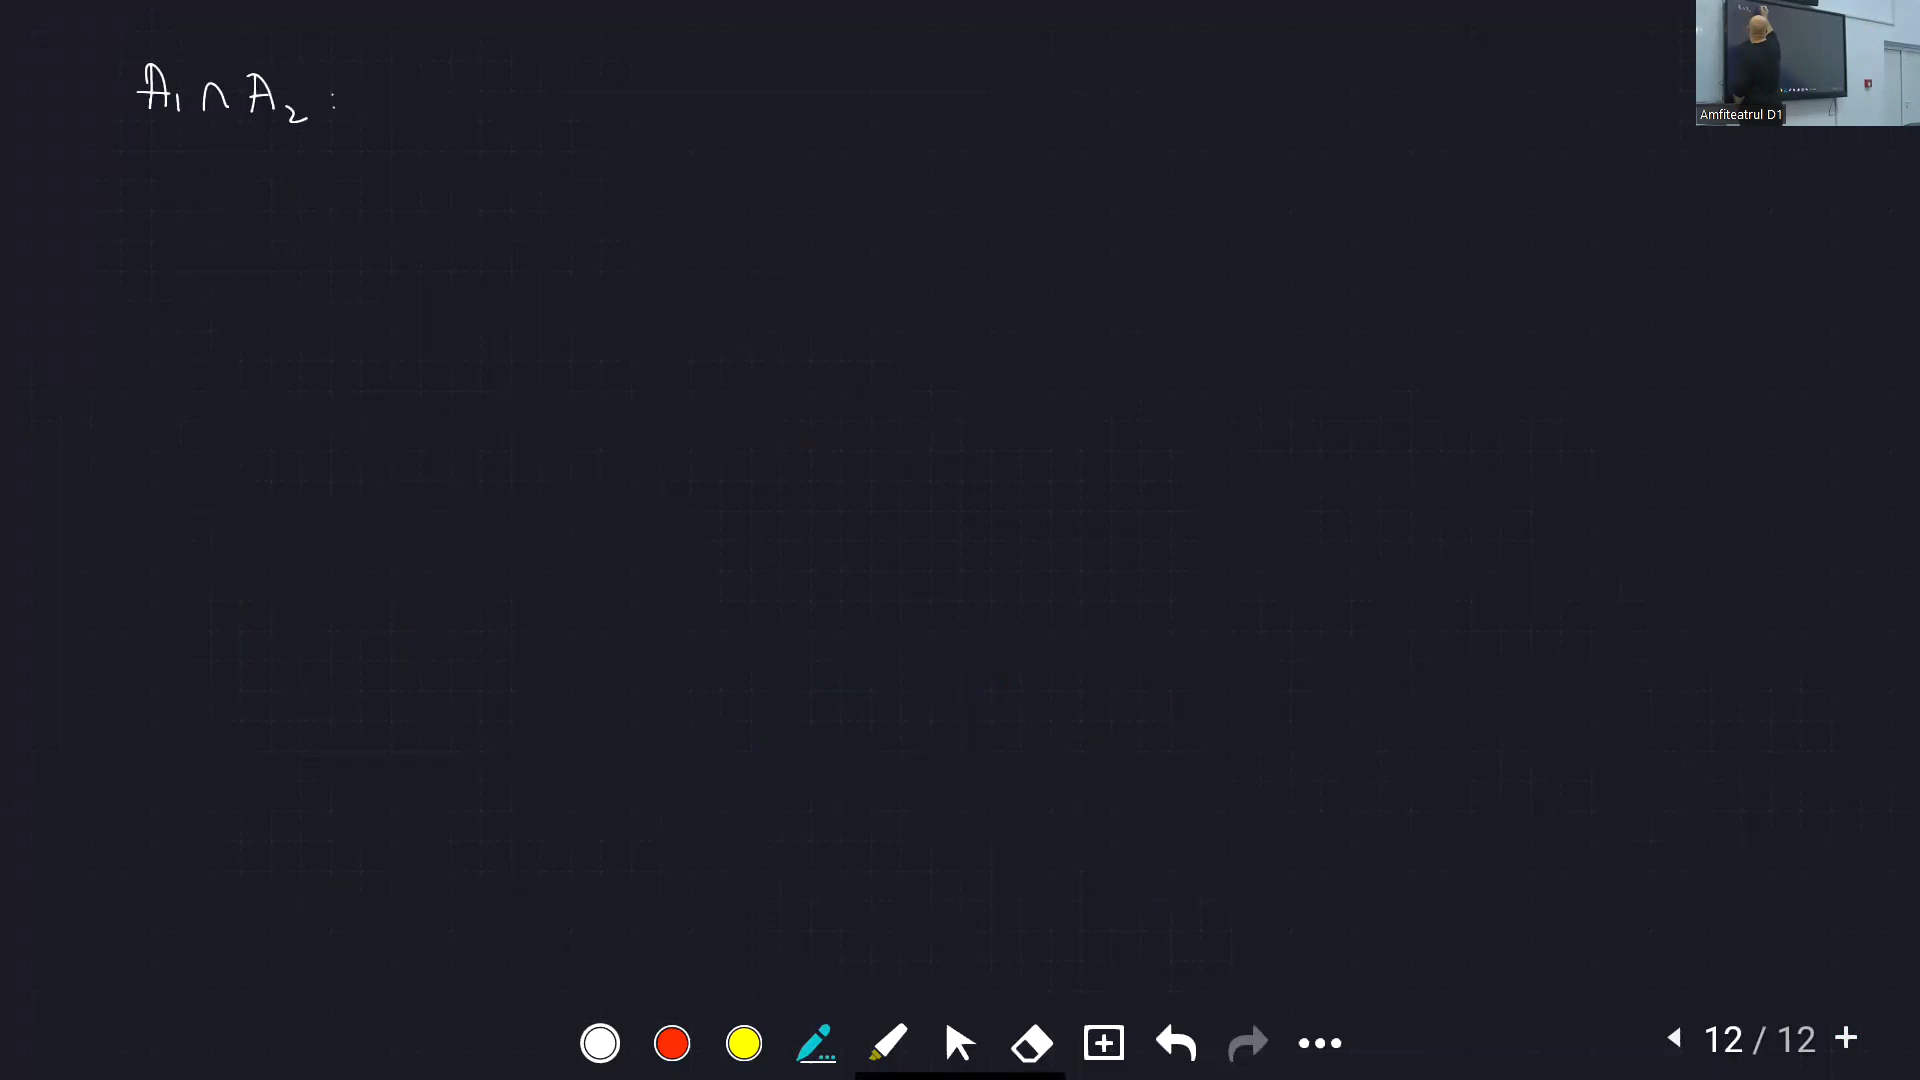 A₁ ∩ A₂ :
Amfiteatrul D1
12 / 12